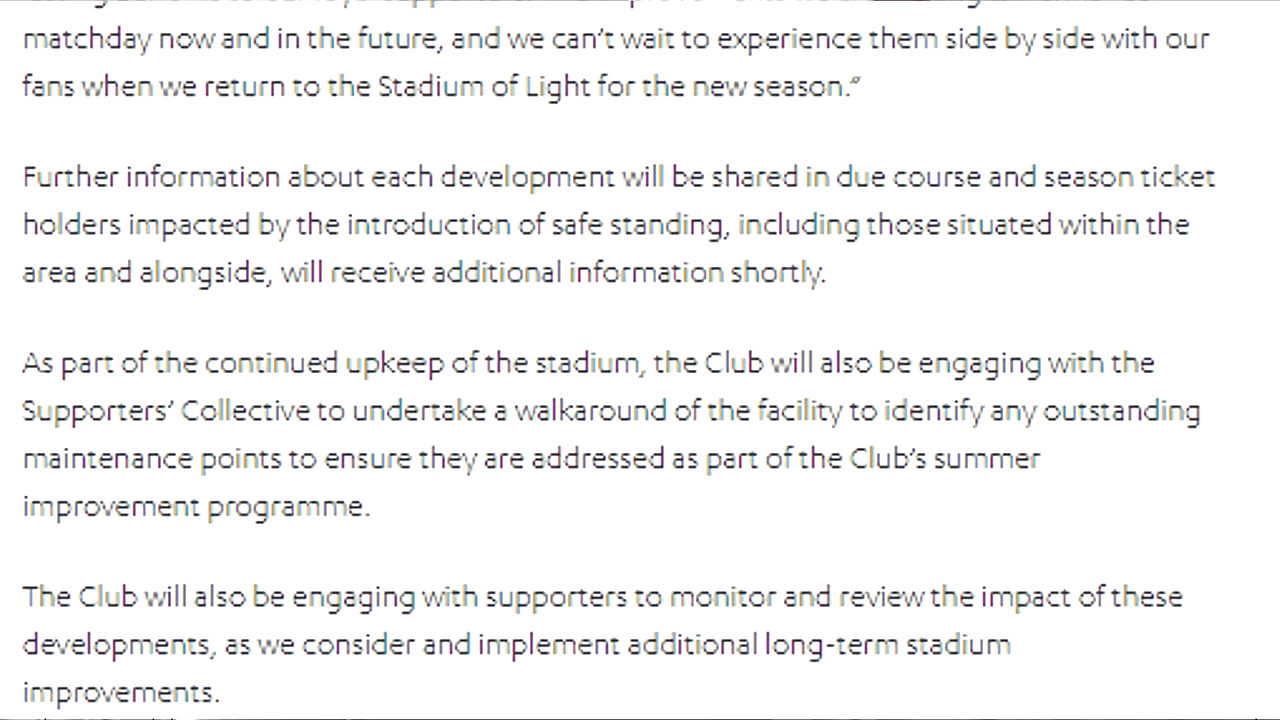 matchday now and in the future, and we can't wait to experience them side by side with our
fans when we return to the Stadium of Light for the new season.”
Further information about each development will be shared in due course and season ticket
holders impacted by the introduction of safe standing, including those situated within the
area and alongside, will receive additional information shortly.
As part of the continued upkeep of the stadium, the Club will also be engaging with the
Supporters’ Collective to undertake a walkaround of the facility to identify any outstanding
maintenance points to ensure they are addressed as part of the Club’s summer
improvement programme.
The Club will also be engaging with supporters to monitor and review the impact of these
developments, as we consider and implement additional long-term stadium
improvements.